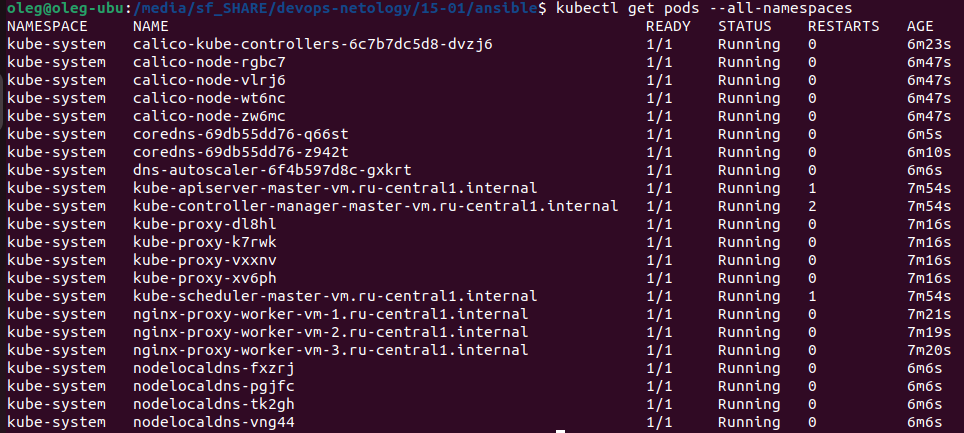 oleg@oleg-ubu:/media/sf_SHARE/devops-netology/15-01/ansible$ kubectl get pods --all-namespaces
NAMESPACE NAME READY STATUS RESTARTS AGE
kube-system calico-kube-controllers-6c7b7dc5d8-dvzj6 1/1 Running 0 6m23s
kube-system calico-node-rgbc7 1/1 Running 0 6m47s
kube-system calico-node-vlrj6 1/1 Running 0 6m47s
kube-system calico-node-wt6nc 1/1 Running 0 6m47s
kube-system calico-node-zw6mc 1/1 Running 0 6m47s
kube-system coredns-69db55dd76-q66st 1/1 Running 0 6m5s
kube-system coredns-69db55dd76-z942t 1/1 Running 0 6m10s
kube-system dns-autoscaler-6f4b597d8c-gxkrt 1/1 Running 0 6m6s
kube-system kube-apiserver-master-vm.ru-central1.internal 1/1 Running 1 7m54s
kube-system kube-controller-manager-master-vm.ru-central1.internal 1/1 Running 2 7m54s
kube-system kube-proxy-dl8hl 1/1 Running 0 7m16s
kube-system kube-proxy-k7rwk 1/1 Running 0 7m16s
kube-system kube-proxy-vxxnv 1/1 Running 0 7m16s
kube-system kube-proxy-xv6ph 1/1 Running 0 7m16s
kube-system kube-scheduler-master-vm.ru-central1.internal 1/1 Running 1 7m54s
kube-system nginx-proxy-worker-vm-1.ru-central1.internal 1/1 Running 0 7m21s
kube-system nginx-proxy-worker-vm-2.ru-central1.internal 1/1 Running 0 7m19s
kube-system nginx-proxy-worker-vm-3.ru-central1.internal 1/1 Running 0 7m20s
kube-system nodelocaldns-fxzrj 1/1 Running 0 6m6s
kube-system nodelocaldns-pgjfc 1/1 Running 0 6m6s
kube-system nodelocaldns-tk2gh 1/1 Running 0 6m6s
kube-system nodelocaldns-vng44 1/1 Running 0 6m6s